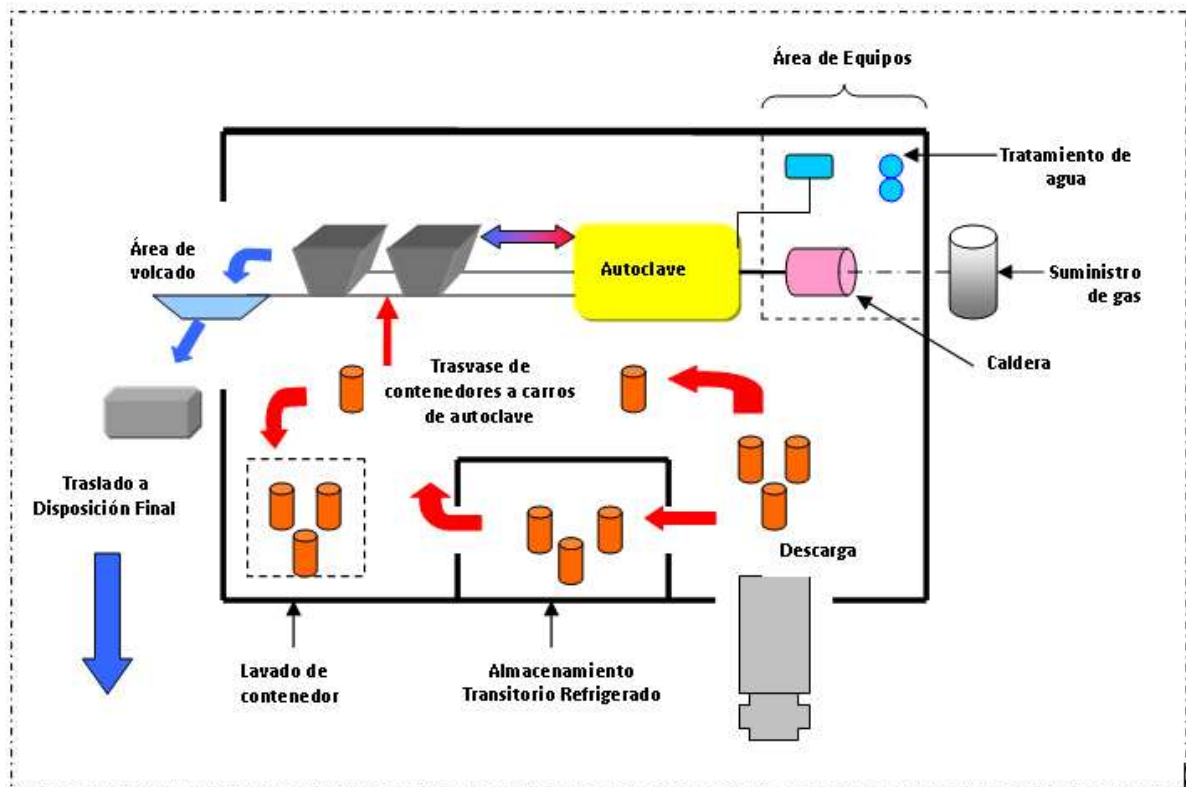 Área de Equipos
Tratamiento de
agua
Área de
volcado
Autoclave
Suministro
de gas
Caldera
Trasvase de
contenedores a carros
de autoclave
Traslado a
Disposición Final
Descarga
Lavado de
contenedor
Almacenamiento
Transitorio Refrigerado